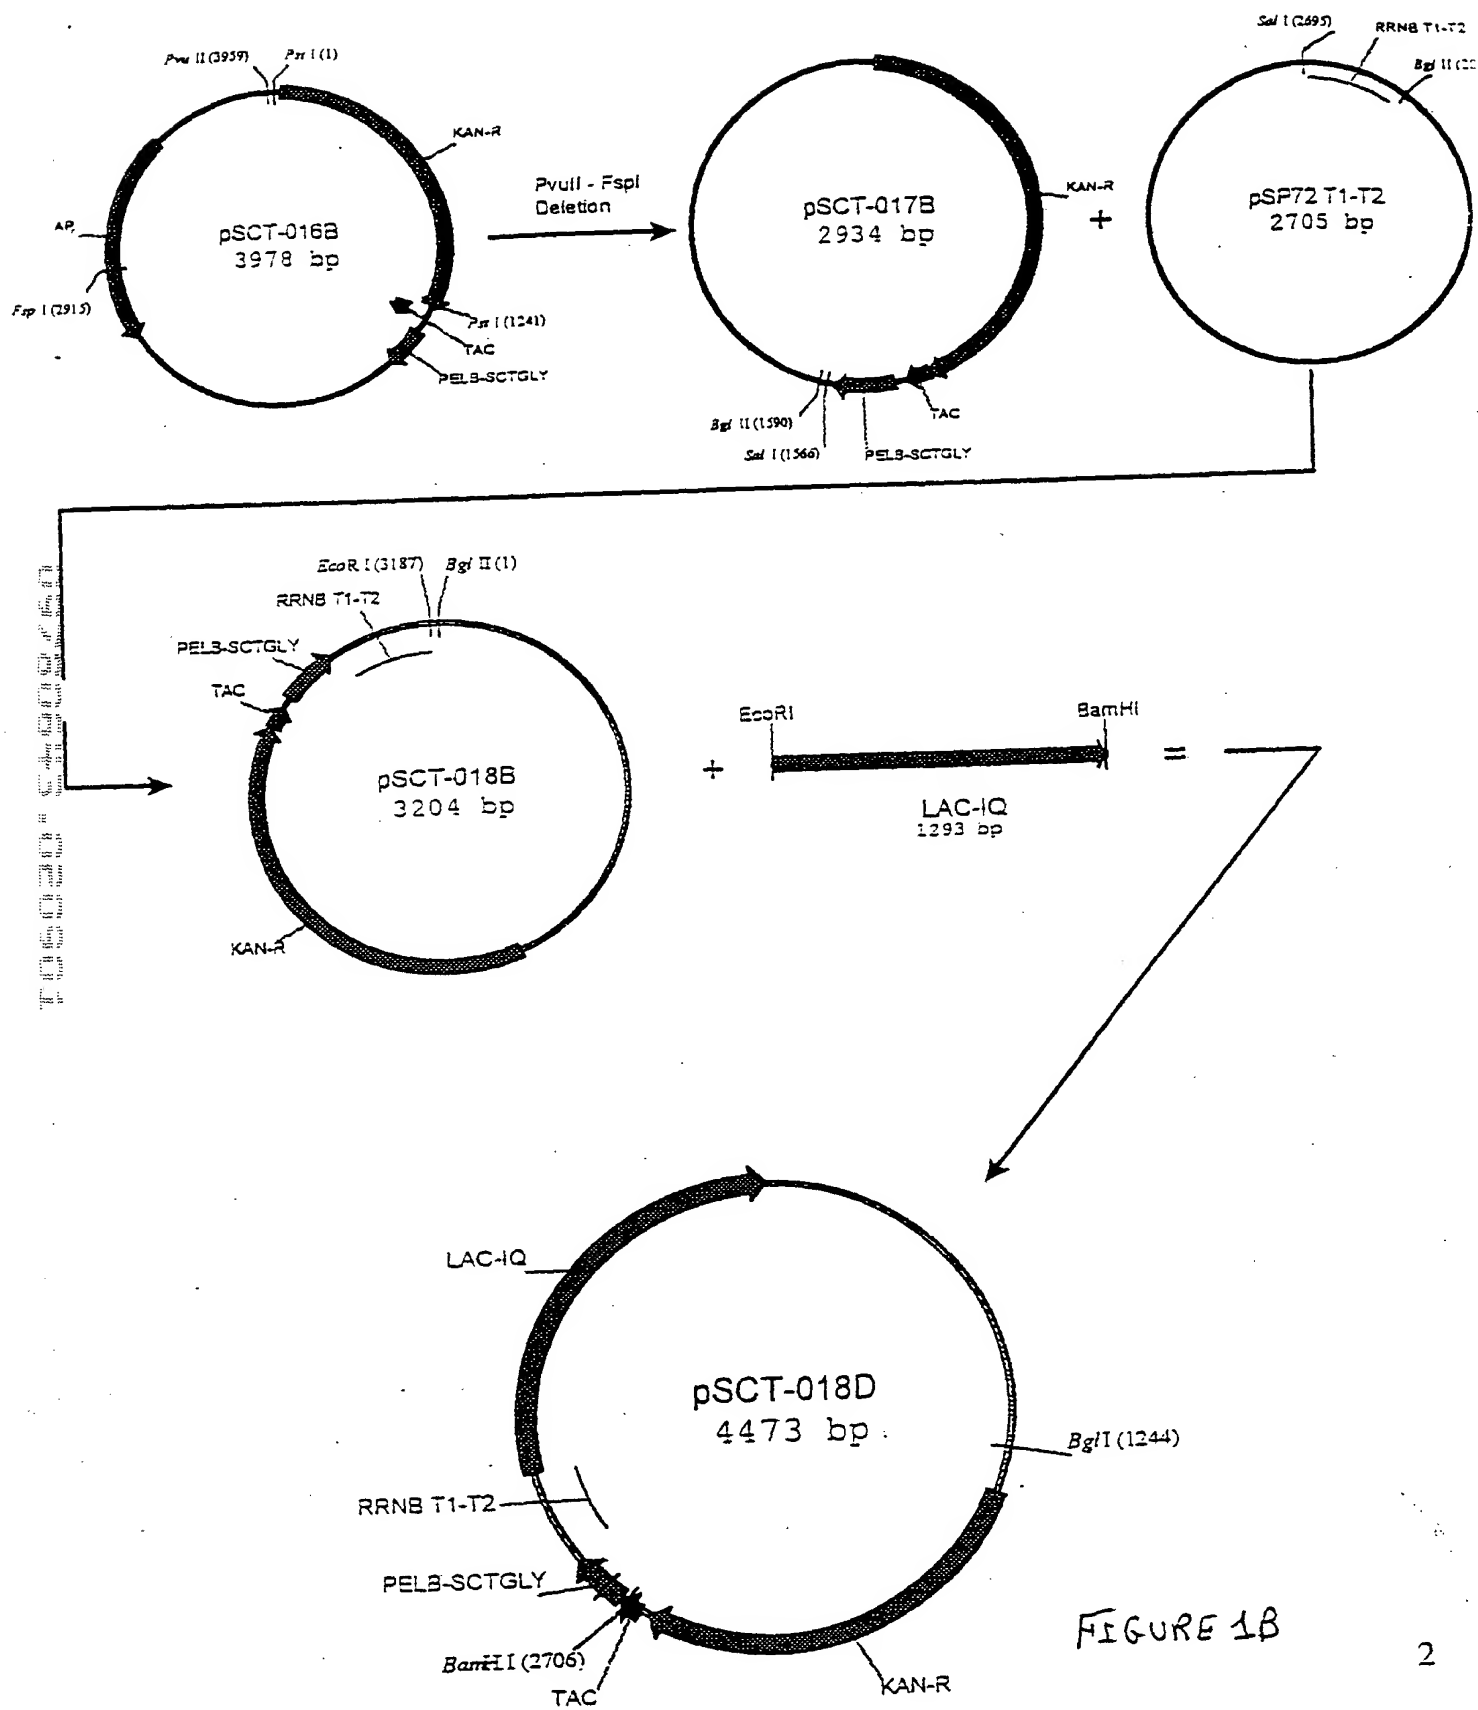 Pvu II (3959)
Pst I (1)
KAN-R
AP,
pSCT-016B
3978 bp
Fsp I (2915)
Pst I (1241)
TAC
PELB-SCTGLY
PvuII - FspI
Deletion
pSCT-017B
2934 bp
KAN-R
Bgl II (1590)
Sal I (1566)
PELB-SCTGLY
TAC
+
Sal I (2695)
RRNB T1-T2
Bgl II
pSP72 T1-T2
2705 bp
EcoR I (3187)
Bgl II (1)
RRNB T1-T2
PELB-SCTGLY
TAC
pSCT-018B
3204 bp
KAN-R
+
EcoRI
BamHI
LAC-IQ
1293 bp
=
LAC-IQ
pSCT-018D
4473 bp
BglI (1244)
RRNB T1-T2
PELB-SCTGLY
BamHI (2706)
TAC
KAN-R
FIGURE 1B
2